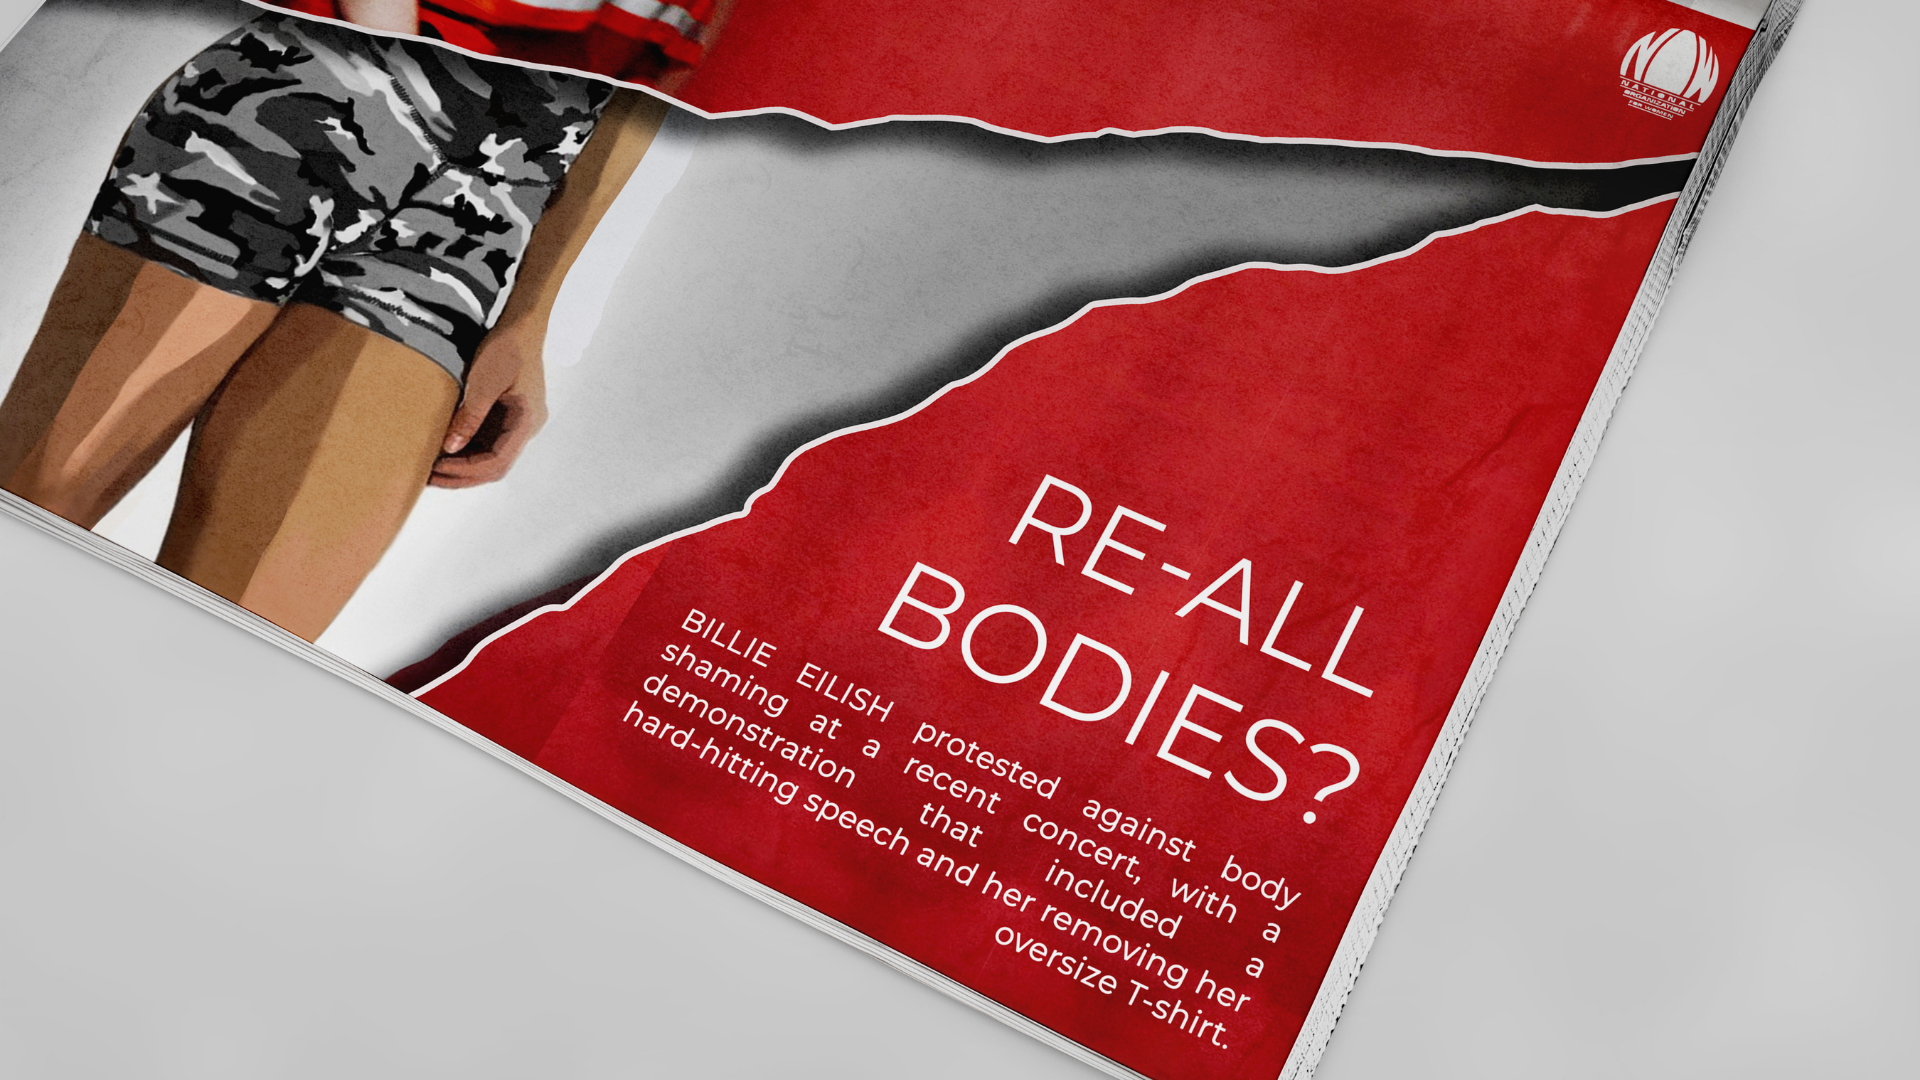 NOW
NATIONAL
ORGANIZATION
FOR WOMEN
RE-ALL
BODIES?
BILLIE EILISH protested against body
shaming at a recent concert, with a
demonstration that included a
hard-hitting speech and her removing her
oversize T-shirt.